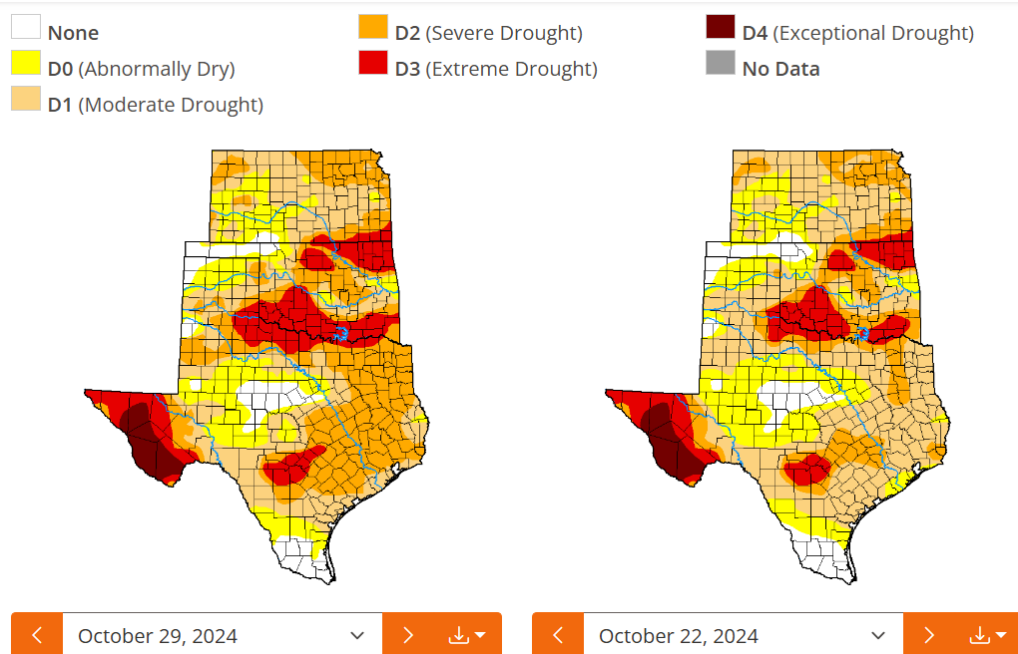 None
D2 (Severe Drought)
D4 (Exceptional Drought)
D0 (Abnormally Dry)
D3 (Extreme Drought)
No Data
D1 (Moderate Drought)
October 29, 2024
October 22, 2024